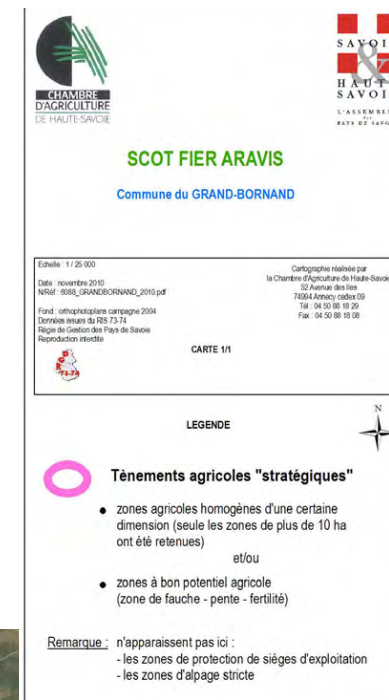 CHAMBRE
D'AGRICULTURE
DE HAUTE-SAVOIE
SAVOI
&
HAUT
SAVOI
L'ASSEMBL
PAYS DE SAVO
SCOT FIER ARAVIS
Commune du GRAND-BORNAND
Echelle : 1 / 25 000
Date : novembre 2010
N/Réf : 6088_GRANDBORNAND_2010.pdf
Fond : orthophotoplans campagne 2004
Données issues du RIS 73-74
Régie de Gestion des Pays de Savoie
Reproduction interdite
Cartographie réalisée par
la Chambre d'Agriculture de Haute-Savoie
52 Avenue des Iles
74994 Annecy cedex 09
Tél : 04 50 88 18 29
Fax : 04 50 88 18 08
CARTE 1/1
LEGENDE
N
Tènements agricoles "stratégiques"
• zones agricoles homogènes d'une certaine
dimension (seule les zones de plus de 10 ha
ont été retenues)
et/ou
• zones à bon potentiel agricole
(zone de fauche - pente - fertilité)
Remarque : n'apparaissent pas ici :
- les zones de protection de sièges d'exploitation
- les zones d'alpage stricte